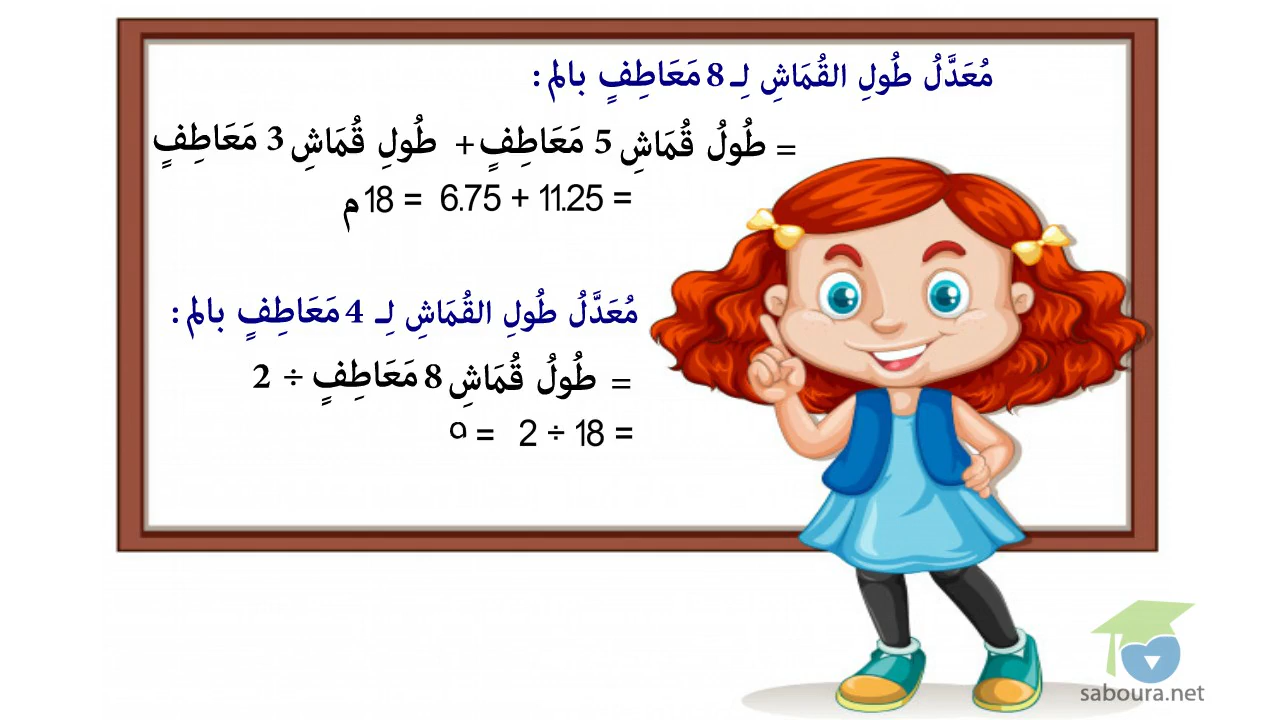 مُعَدَّلُ طُولِ القُمَاشِ لِـ 8 مَعَاطِفٍ بالم :
= طُولُ قُمَاشِ 5 مَعَاطِفٍ + طُولِ قُمَاشِ 3 مَعَاطِفٍ
= 11.25 + 6.75 = 18 م
مُعَدَّلُ طُولِ القُمَاشِ لِـ 4 مَعَاطِفٍ بالم :
= طُولُ قُمَاشِ 8 مَعَاطِفٍ ÷ 2
= 18 ÷ 2 = 9
saboura.net